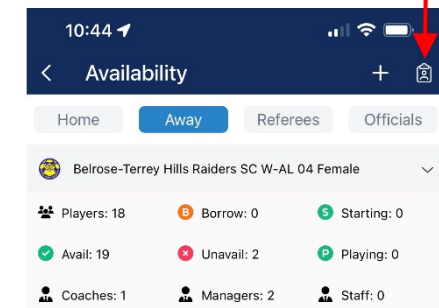 10:44
Availability
Home Away Referees Officials
Belrose-Terrey Hills Raiders SC W-AL 04 Female
Players: 18 B Borrow: 0 S Starting: 0
Avail: 19 Unavail: 2 P Playing: 0
Coaches: 1 Managers: 2 Staff: 0